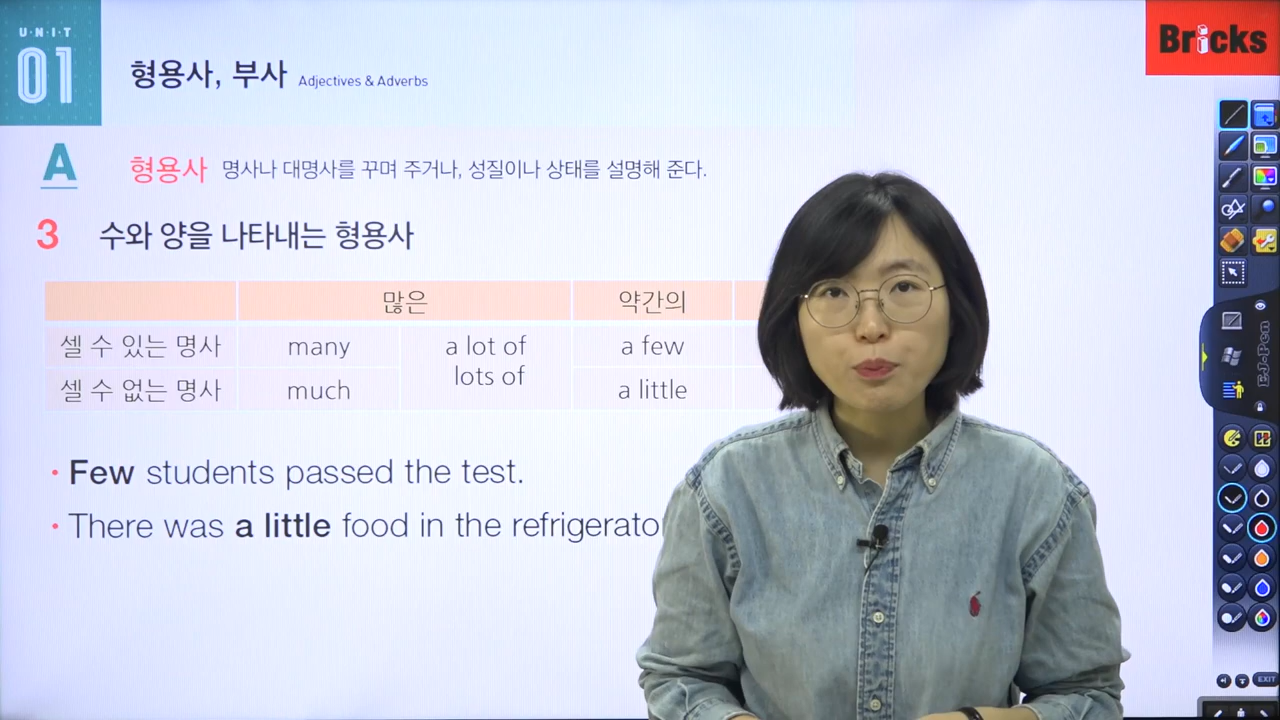 U·N·I·T
01
형용사, 부사 Adjectives & Adverbs
Bricks
A
형용사 명사나 대명사를 꾸며 주거나, 성질이나 상태를 설명해 준다.
3 수와 양을 나타내는 형용사
많은 약간의
셀 수 있는 명사 many a lot of a few
lots of
셀 수 없는 명사 much a little
• Few students passed the test.
• There was a little food in the refrigerato
EJ-Pen
EXIT